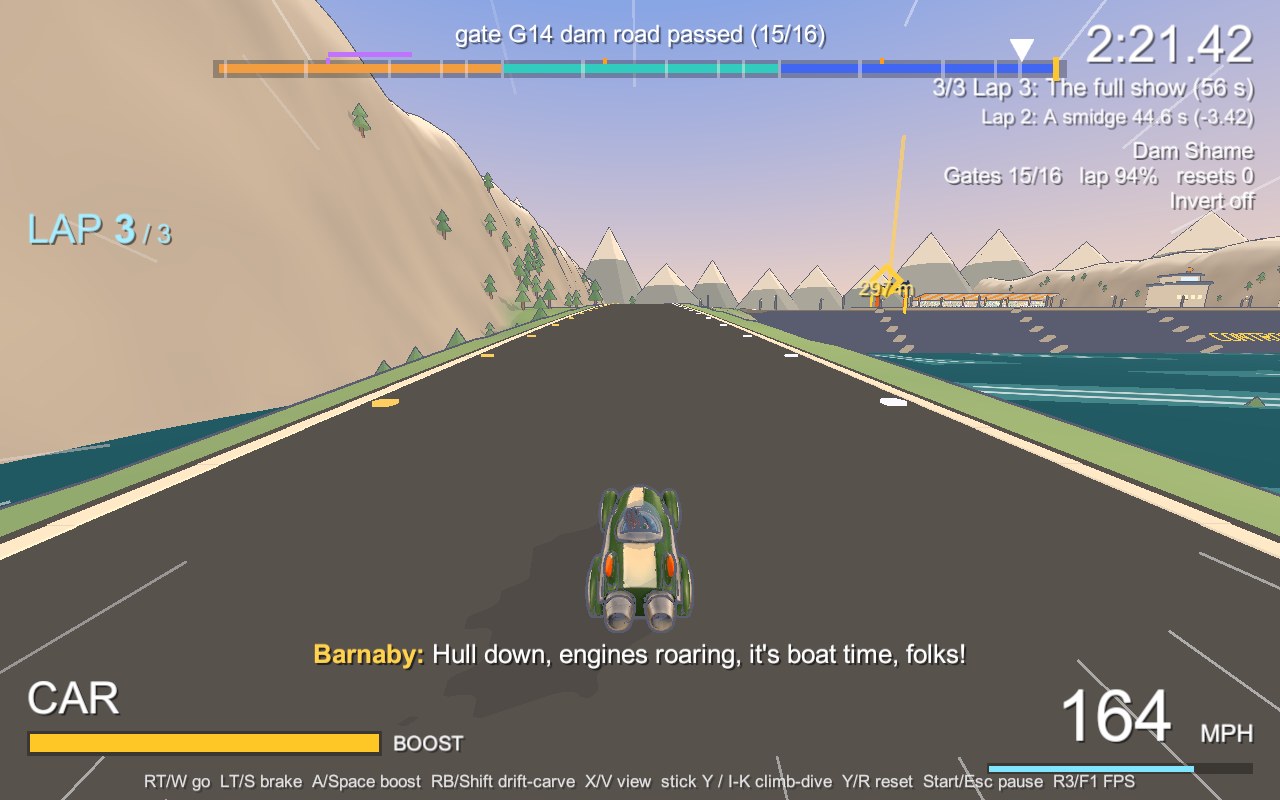 gate G14 dam road passed (15/16)
2:21.42
3/3 Lap 3: The full show (56 s)
Lap 2: A smidge 44.6 s (-3.42)
Dam Shame
Gates 15/16 lap 94% resets 0
Invert off
LAP 3 / 3
297 m
Barnaby: Hull down, engines roaring, it's boat time, folks!
CAR
BOOST
164 MPH
RT/W go LT/S brake A/Space boost RB/Shift drift-carve X/V view stick Y / I-K climb-dive Y/R reset Start/Esc pause R3/F1 FPS